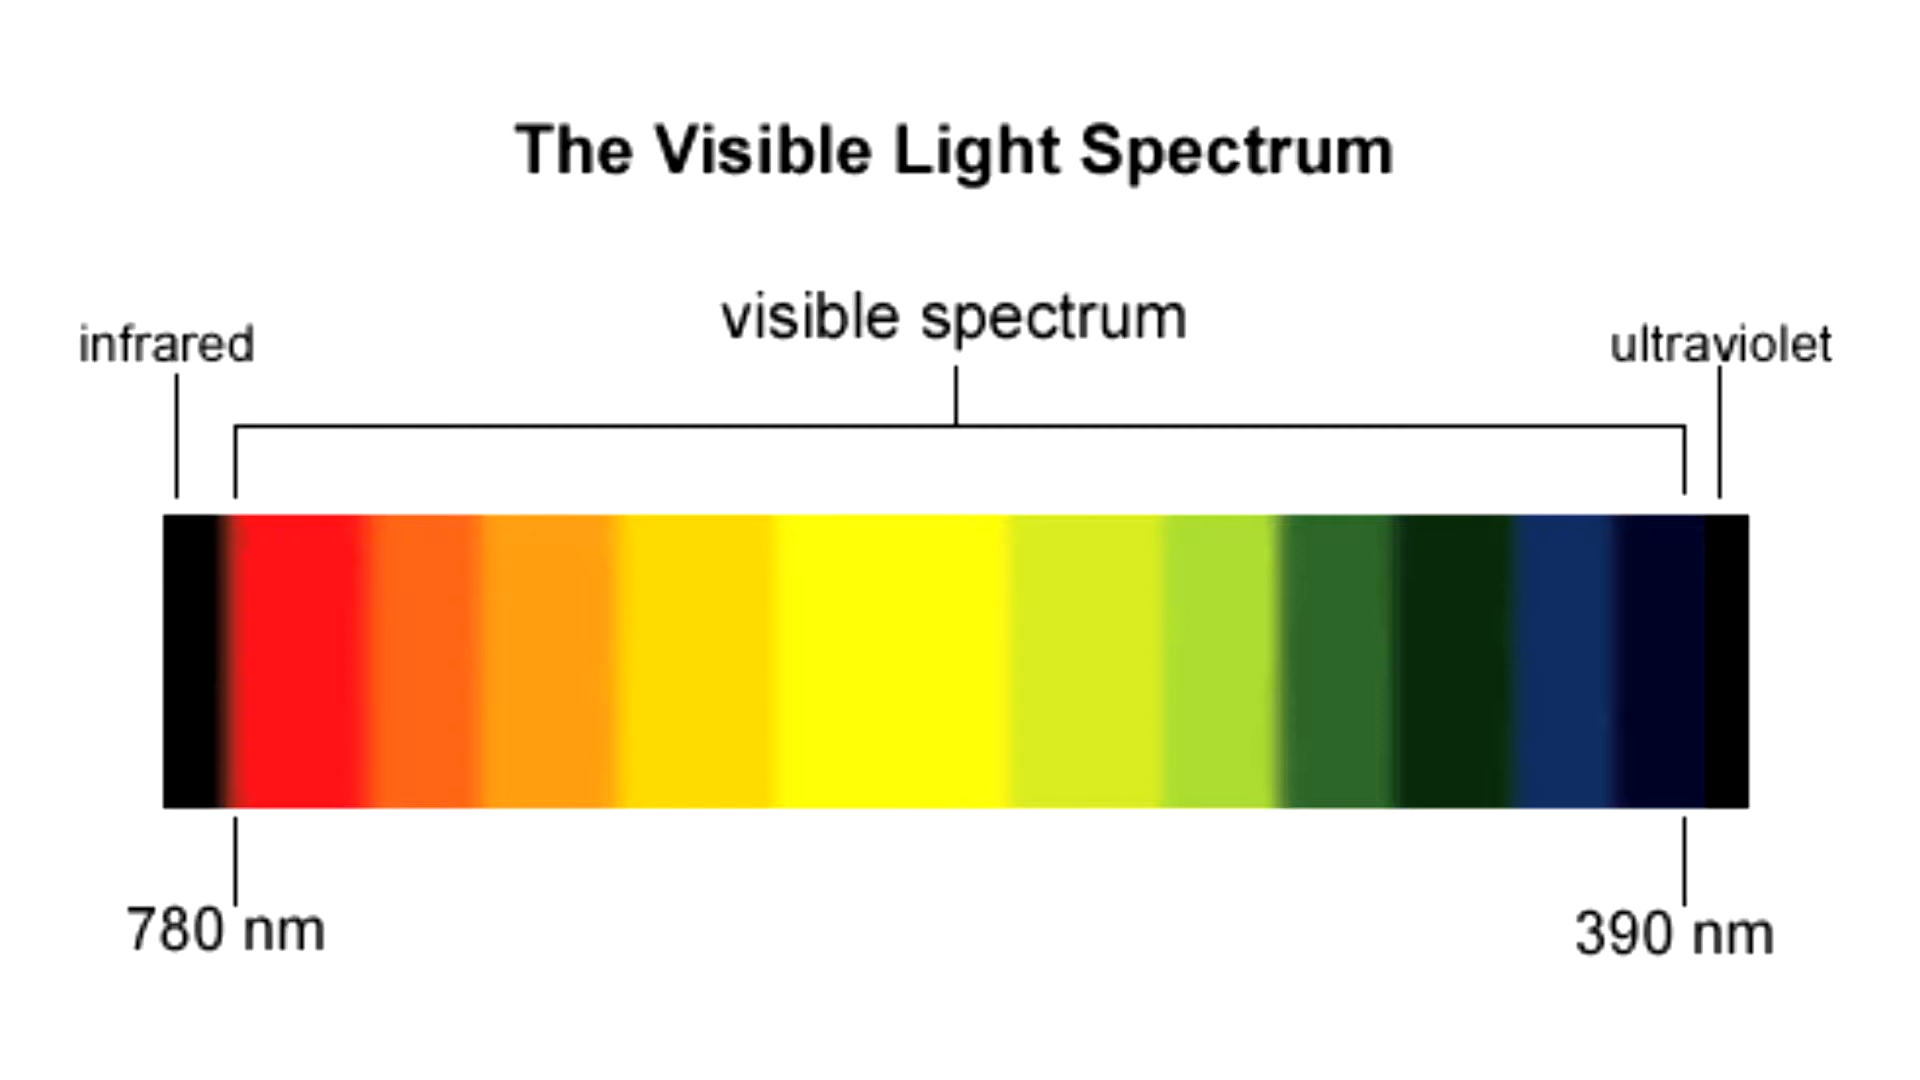 The Visible Light Spectrum
visible spectrum
infrared
ultraviolet
780 nm
390 nm